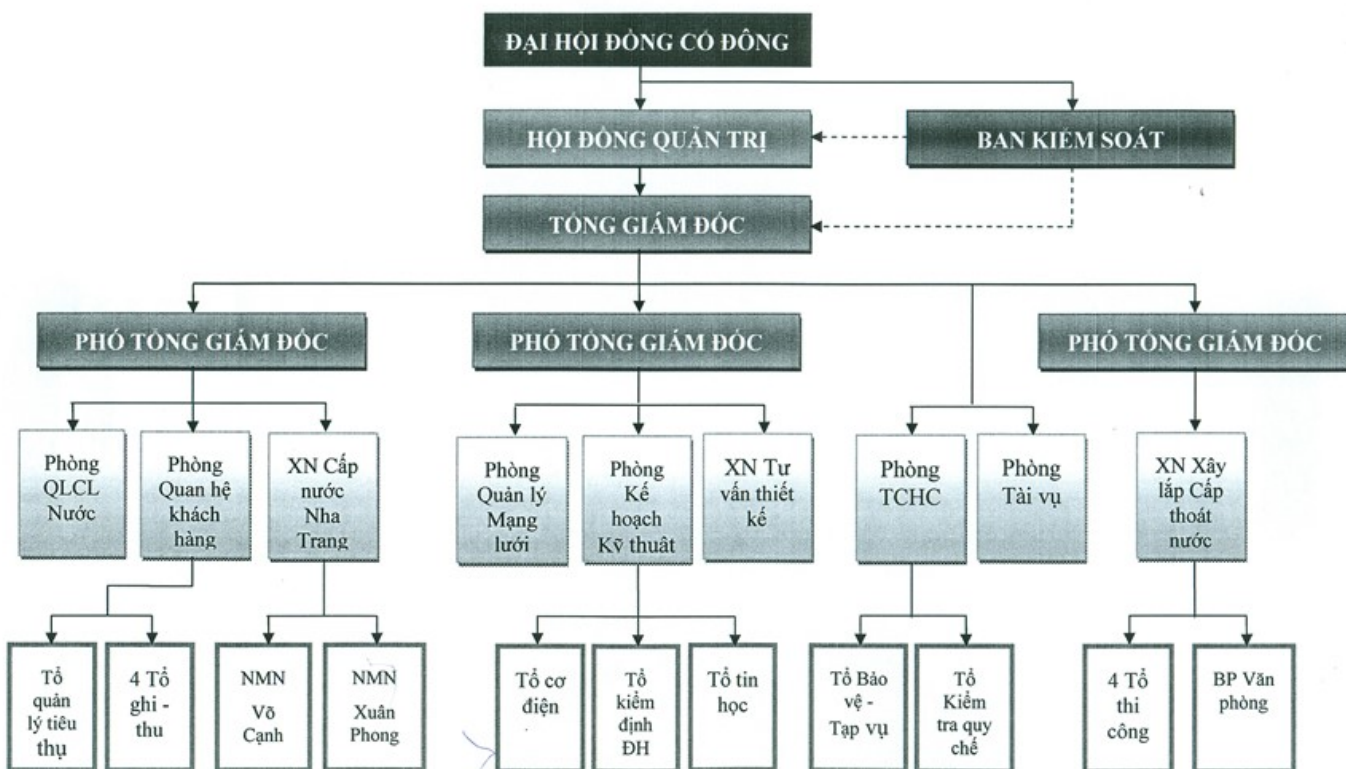 ĐẠI HỘI ĐỒNG CỔ ĐÔNG
HỘI ĐỒNG QUẢN TRỊ
BAN KIỂM SOÁT
TỔNG GIÁM ĐỐC
PHÓ TỔNG GIÁM ĐỐC
PHÓ TỔNG GIÁM ĐỐC
PHÓ TỔNG GIÁM ĐỐC
Phòng
QLCL
Nước
Phòng
Quan hệ
khách
hàng
XN Cấp
nước
Nha
Trang
Phòng
Quản lý
Mạng
lưới
Phòng
Kế
hoạch
Kỹ thuật
XN Tư
vấn thiết
kế
Phòng
TCHC
Phòng
Tài vụ
XN Xây
lắp Cấp
thoát
nước
Tổ
quản
lý tiêu
thụ
4 Tổ
ghi -
thu
NMN
Võ
Cạnh
NMN
Xuân
Phong
Tổ cơ
điện
Tổ
kiểm
định
ĐH
Tổ tin
học
Tổ Bảo
vệ -
Tạp vụ
Tổ
Kiểm
tra quy
chế
4 Tổ
thi
công
BP Văn
phòng